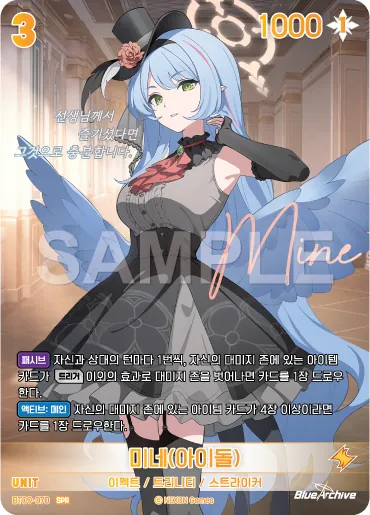 3
1000
선생님께서
즐기셨다면
그것으로 충분합니다.
Mine
SAMPLE
패시브 자신과 상대의 턴마다 1번씩, 자신의 대미지 존에 있는 아이템
카드가 트리거 이외의 효과로 대미지 존을 벗어나면 카드를 1장 드로우
한다.
액티브: 메인 자신의 대미지 존에 있는 아이템 카드가 4장 이상이라면
카드를 1장 드로우한다.
미네(아이돌)
UNIT
이펙트 / 트리니티 / 스트라이커
SPR
© NEXON Games
BlueArchive